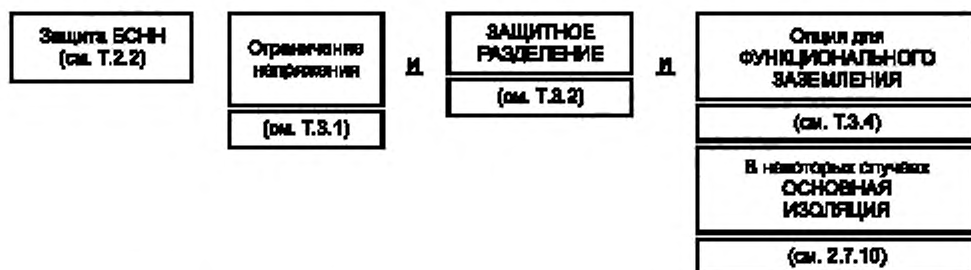 Защита БСНН
(см. Т.2.2)
Ограничение
напряжения
(см. Т.3.1)
И
ЗАЩИТНОЕ
РАЗДЕЛЕНИЕ
(см. Т.3.2)
И
Опция для
ФУНКЦИОНАЛЬНОГО
ЗАЗЕМЛЕНИЯ
(см. Т.3.4)
В некоторых случаях
ОСНОВНАЯ
ИЗОЛЯЦИЯ
(см. 2.7.10)